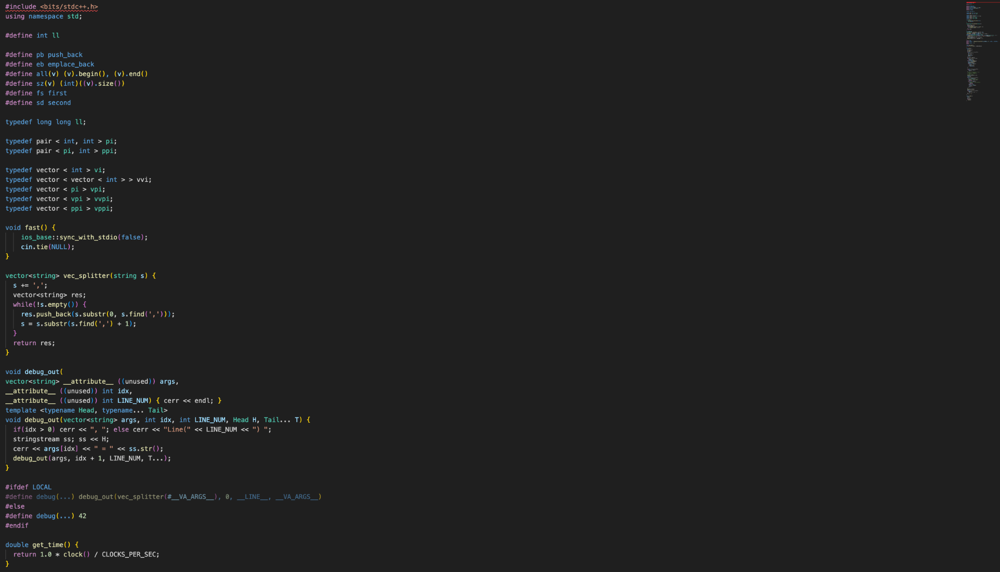 #include <bits/stdc++.h>
using namespace std;

#define int ll

#define pb push_back
#define eb emplace_back
#define all(v) (v).begin(), (v).end()
#define sz(v) (int)((v).size())
#define fs first
#define sd second

typedef long long ll;

typedef pair < int, int > pi;
typedef pair < pi, int > ppi;

typedef vector < int > vi;
typedef vector < vector < int > > vvi;
typedef vector < pi > vpi;
typedef vector < vpi > vvpi;
typedef vector < ppi > vppi;

void fast() {
    ios_base::sync_with_stdio(false);
    cin.tie(NULL);
}

vector<string> vec_splitter(string s) {
  s += ',';
  vector<string> res;
  while(!s.empty()) {
    res.push_back(s.substr(0, s.find(',')));
    s = s.substr(s.find(',') + 1);
  }
  return res;
}

void debug_out(
vector<string> __attribute__ ((unused)) args,
__attribute__ ((unused)) int idx,
__attribute__ ((unused)) int LINE_NUM) { cerr << endl; }
template <typename Head, typename... Tail>
void debug_out(vector<string> args, int idx, int LINE_NUM, Head H, Tail... T) {
  if(idx > 0) cerr << ", "; else cerr << "Line(" << LINE_NUM << ") ";
  stringstream ss; ss << H;
  cerr << args[idx] << " = " << ss.str();
  debug_out(args, idx + 1, LINE_NUM, T...);
}

#ifdef LOCAL
#define debug(...) debug_out(vec_splitter(#__VA_ARGS__), 0, __LINE__, __VA_ARGS__)
#else
#define debug(...) 42
#endif

double get_time() {
  return 1.0 * clock() / CLOCKS_PER_SEC;
}